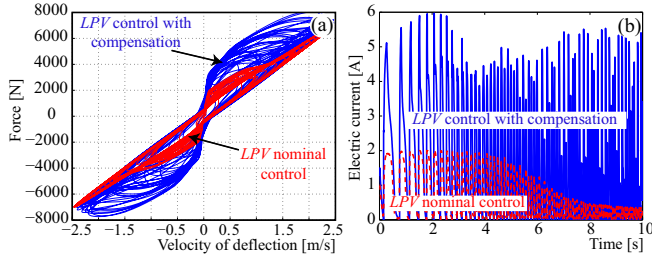 (a)
LPV control with
compensation
LPV nominal
control
Force [N]
8000
6000
4000
2000
0
−2000
−4000
−6000
−8000
−2.5
−1.5
−0.5
0
0.5
1.5
2.5
Velocity of deflection [m/s]
(b)
LPV control with compensation
LPV nominal control
Electric current [A]
6
5
4
3
2
1
0
0
2
4
6
8
10
Time [s]